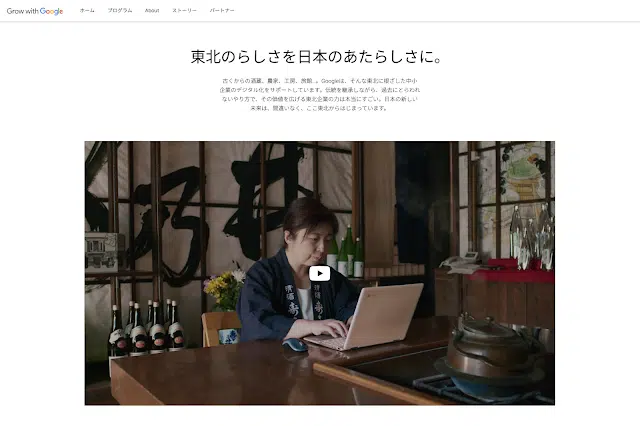 Grow with Google ホーム プログラム About ストーリー パートナー
東北のらしさを日本のあたらしさに。
古くからの酒蔵、農家、工房、旅館…。Googleは、そんな東北に根ざした中小
企業のデジタル化をサポートしています。伝統を継承しながら、過去にとらわれ
ないやり方で、その価値を広げる東北企業の力は本当にすごい。日本の新しい
未来は、間違いなく、ここ東北からはじまっています。
清酒